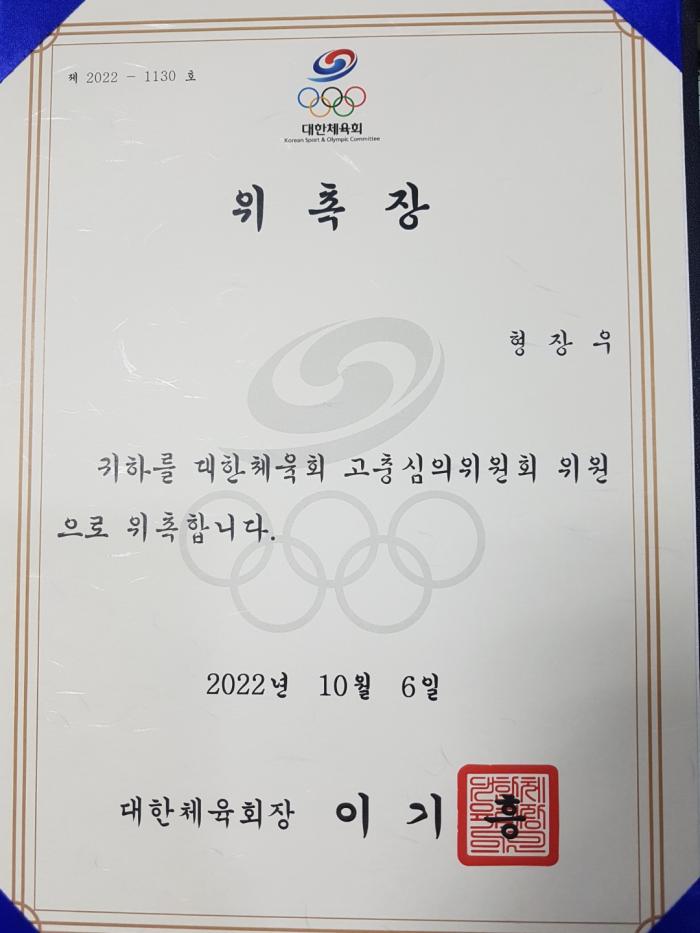 제 2022 - 1130 호
대한체육회
Korean Sport & Olympic Committee
위 촉 장
형 장 우
귀하를 대한체육회 고충심의위원회 위원
으로 위촉합니다.
2022년 10월 6일
대한체육회장 이 기 흥